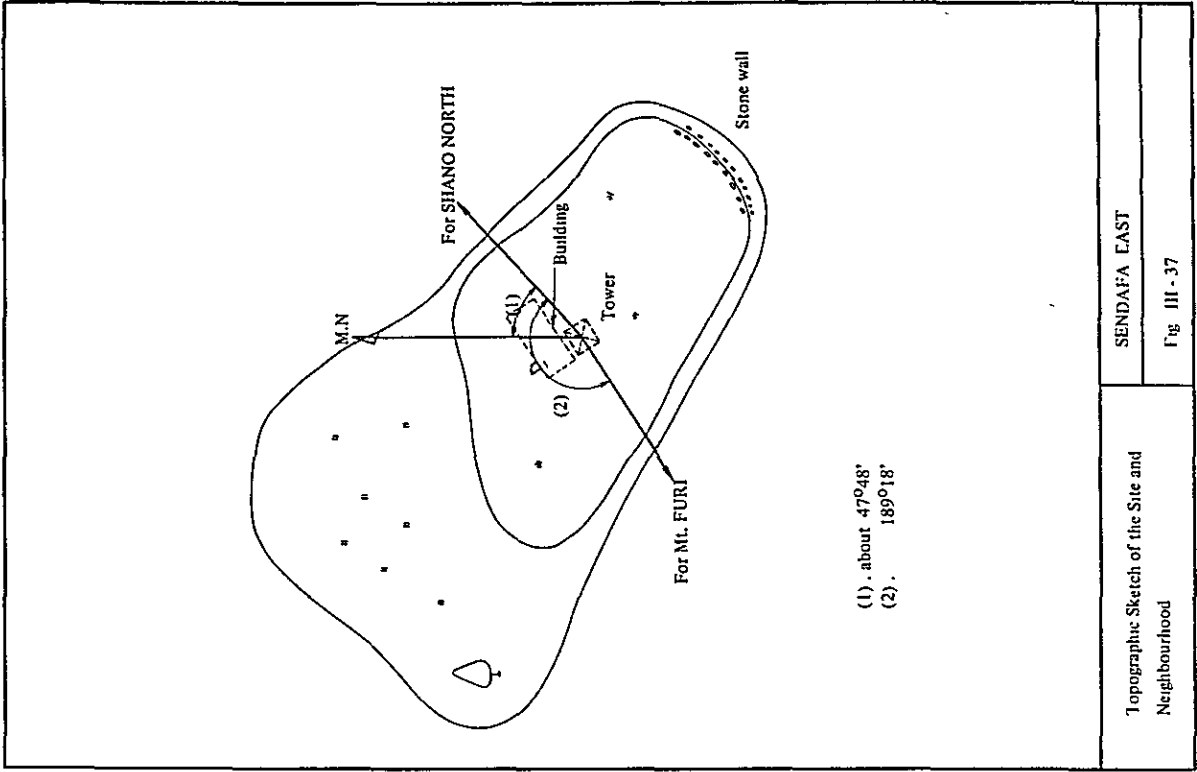 M.N
For SHANO NORTH
(1)
Building
Tower
(2)
Stone wall
For Mt. FURI
(1). about 47°48'
(2). 189°18'
Topographic Sketch of the Site and
Neighbourhood
SENDAFA EAST
Fig III - 37